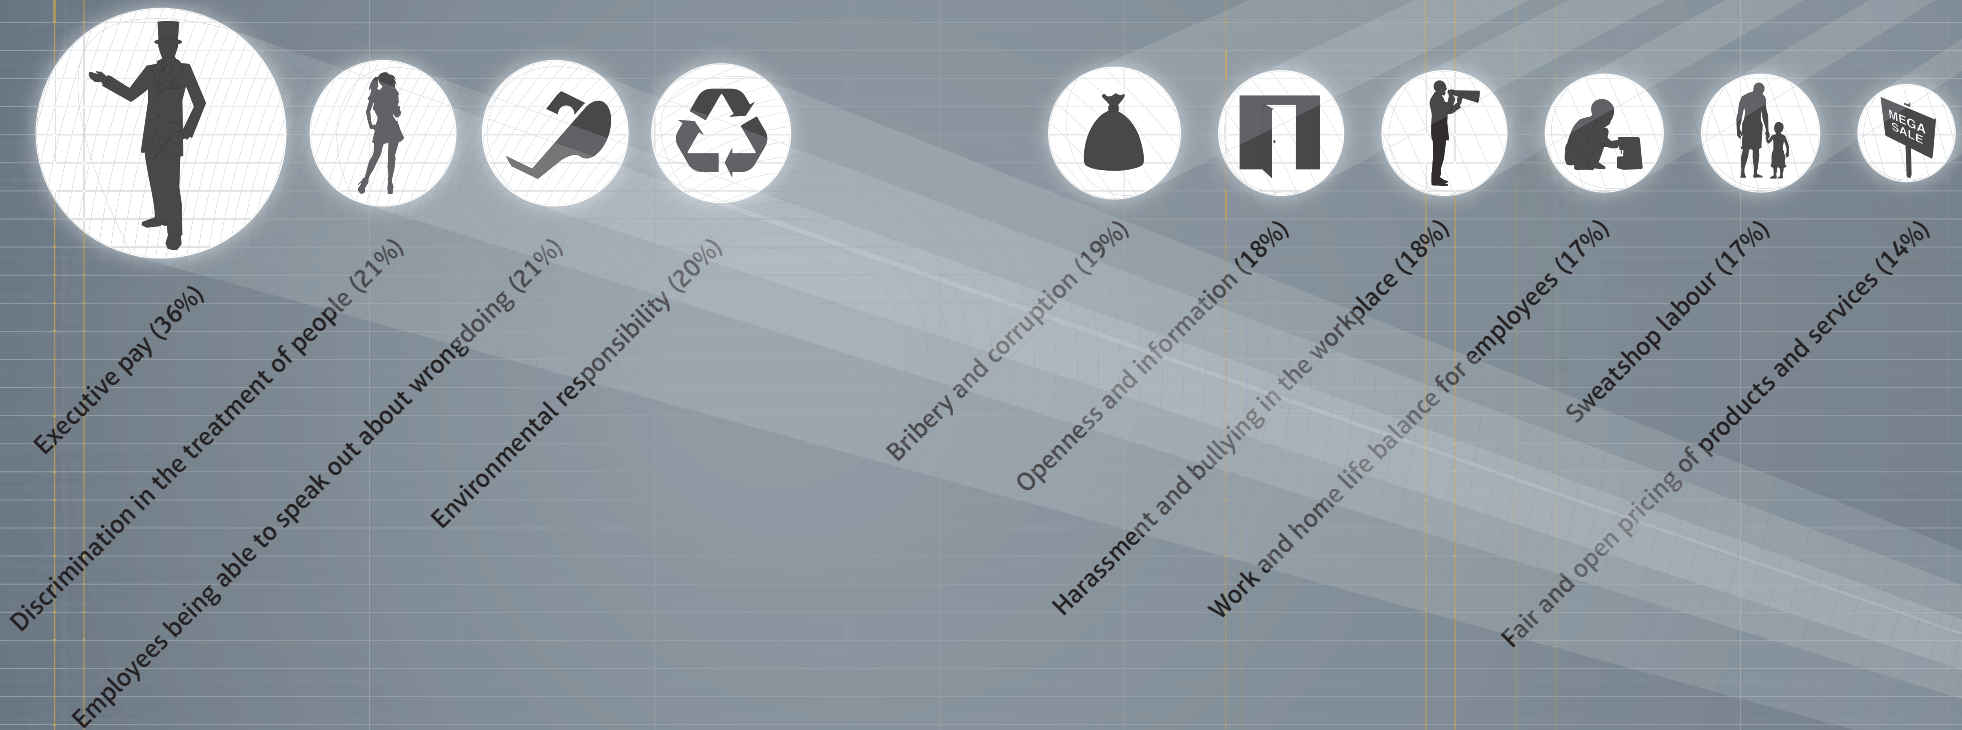 Executive pay (36%)
Discrimination in the treatment of people (21%)
Employees being able to speak out about wrongdoing (21%)
Environmental responsibility (20%)
Bribery and corruption (19%)
Openness and information (18%)
Harassment and bullying in the workplace (18%)
Work and home life balance for employees (17%)
Sweatshop labour (17%)
Fair and open pricing of products and services (14%)
MEGA
SALE